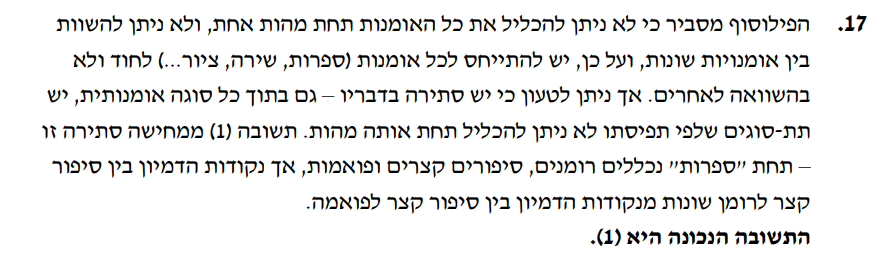 17. הפילוסוף מסביר כי לא ניתן להכליל את כל האומנות תחת מהות אחת, ולא ניתן להשוות
בין אומנויות שונות, ועל כן, יש להתייחס לכל אומנות (ספרות, שירה, ציור...) לחוד ולא
בהשוואה לאחרים. אך ניתן לטעון כי יש סתירה בדבריו – גם בתוך כל סוגה אומנותית, יש
תת-סוגים שלפי תפיסתו לא ניתן להכליל תחת אותה מהות. תשובה (1) ממחישה סתירה זו
– תחת "ספרות" נכללים רומנים, סיפורים קצרים ופואמות, אך נקודות הדמיון בין סיפור
קצר לרומן שונות מנקודות הדמיון בין סיפור קצר לפואמה.
התשובה הנכונה היא (1).